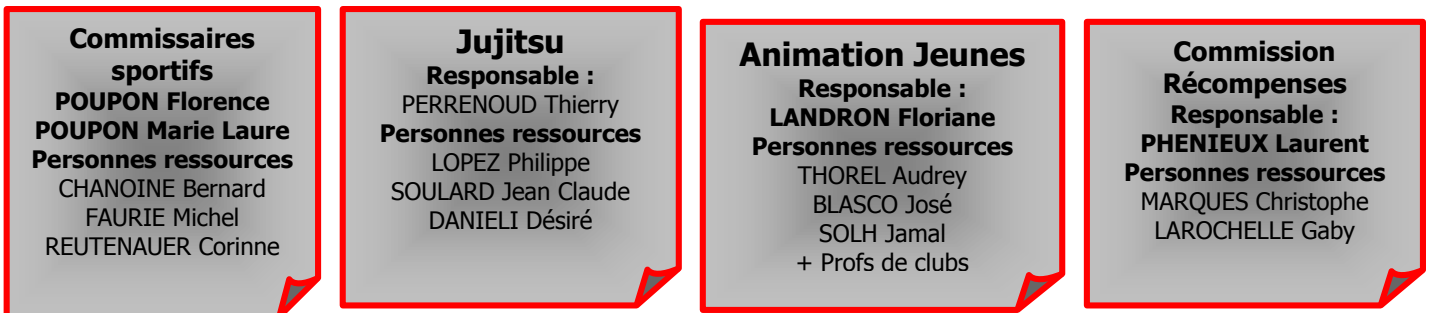 Commissaires
sportifs
POUPON Florence
POUPON Marie Laure
Personnes ressources
CHANOINE Bernard
FAURIE Michel
REUTENAUER Corinne
Jujitsu
Responsable :
PERRENOUD Thierry
Personnes ressources
LOPEZ Philippe
SOULARD Jean Claude
DANIELI Désiré
Animation Jeunes
Responsable :
LANDRON Floriane
Personnes ressources
THOREL Audrey
BLASCO José
SOLH Jamal
+ Profs de clubs
Commission
Récompenses
Responsable :
PHENIEUX Laurent
Personnes ressources
MARQUES Christophe
LAROCHELLE Gaby